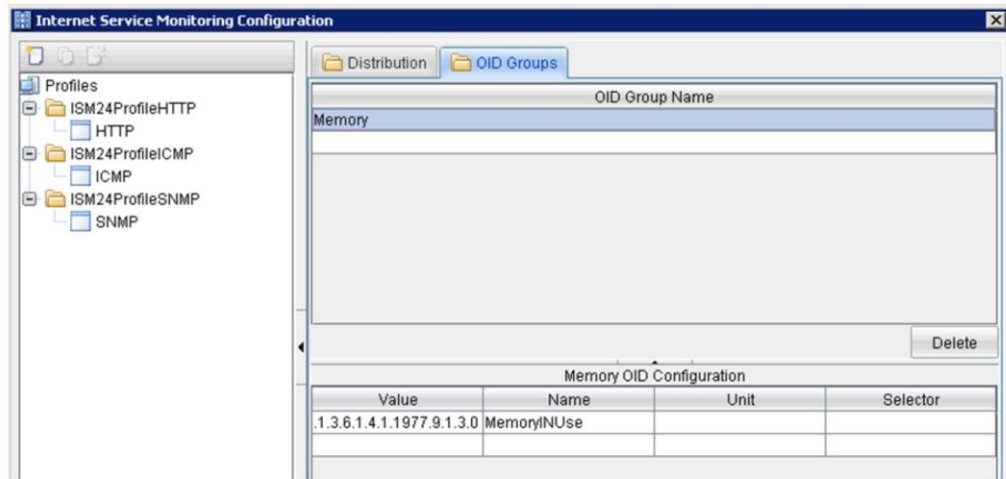 Internet Service Monitoring Configuration
Distribution
OID Groups
Profiles
ISM24ProfileHTTP
HTTP
ISM24ProfileICMP
ICMP
ISM24ProfileSNMP
SNMP
OID Group Name
Memory
Delete
Memory OID Configuration
Value Name Unit Selector
.1.3.6.1.4.1.1977.9.1.3.0 MemoryINUse